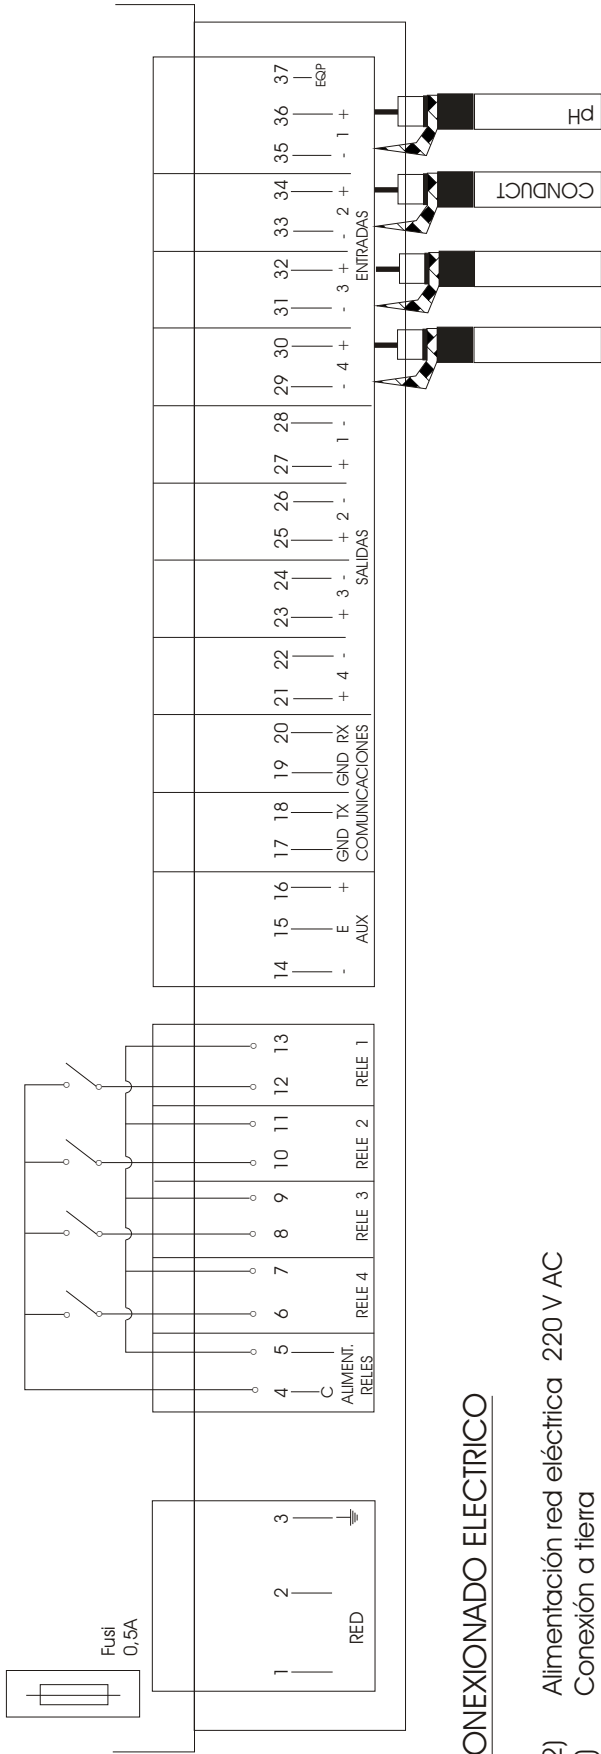 Fusi
0,5A
1 2 3
RED
4 5 6 7 8 9 10 11 12 13
C
ALIMENT.
RELES
RELE 4 RELE 3 RELE 2 RELE 1
14 15 16 17 18 19 20 21 22 23 24 25 26 27 28 29 30 31 32 33 34 35 36 37
- E + GND TX GND RX + 4 - + 3 - + 2 - + 1 - - 4 + - 3 + - 2 + - 1 + EQP
AUX COMUNICACIONES SALIDAS ENTRADAS
CONDUCT pH
ONEXIONADO ELECTRICO
2) Alimentación red eléctrica 220 V AC
) Conexión a tierra